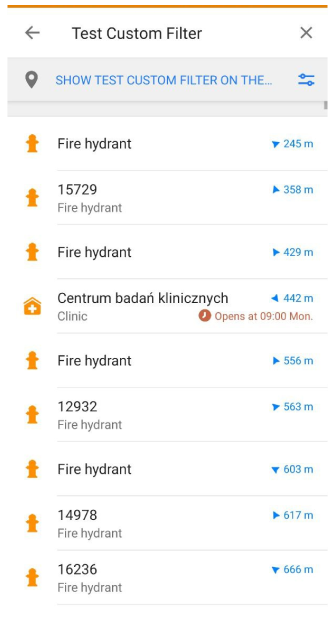 Test Custom Filter
SHOW TEST CUSTOM FILTER ON THE...
Fire hydrant 245 m
15729 358 m
Fire hydrant
Fire hydrant 429 m
Centrum badań klinicznych 442 m
Clinic Opens at 09:00 Mon.
Fire hydrant 556 m
12932 563 m
Fire hydrant
Fire hydrant 603 m
14978 617 m
Fire hydrant
16236 666 m
Fire hydrant